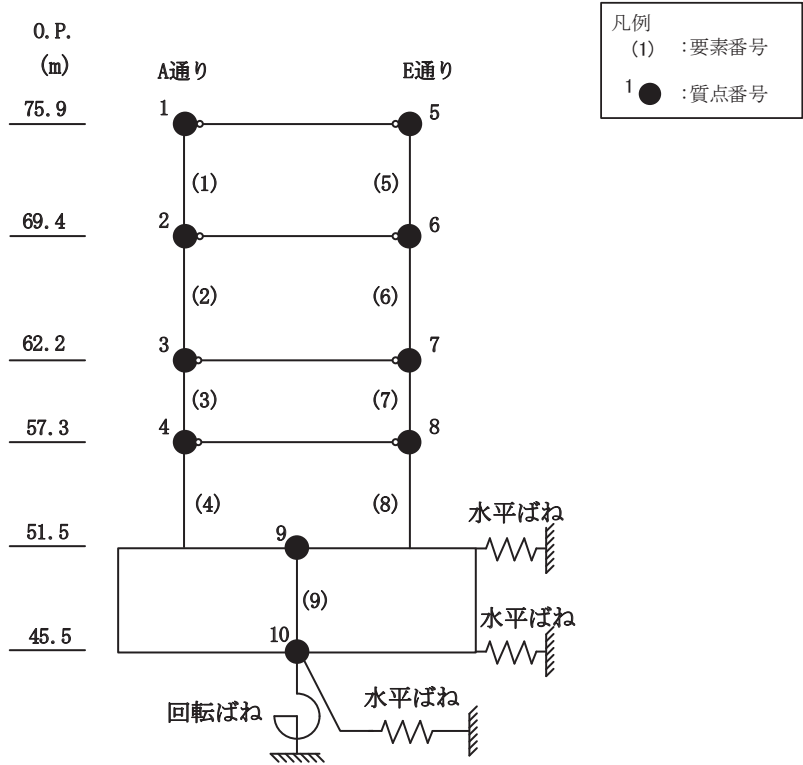 凡例
(1) :要素番号
1 :質点番号
O.P.
(m)
A通り E通り
75.9 1 5
(1) (5)
69.4 2 6
(2) (6)
62.2 3 7
(3) (7)
57.3 4 8
(4) (8)
水平ばね
51.5 9
(9)
水平ばね
45.5 10
水平ばね
回転ばね